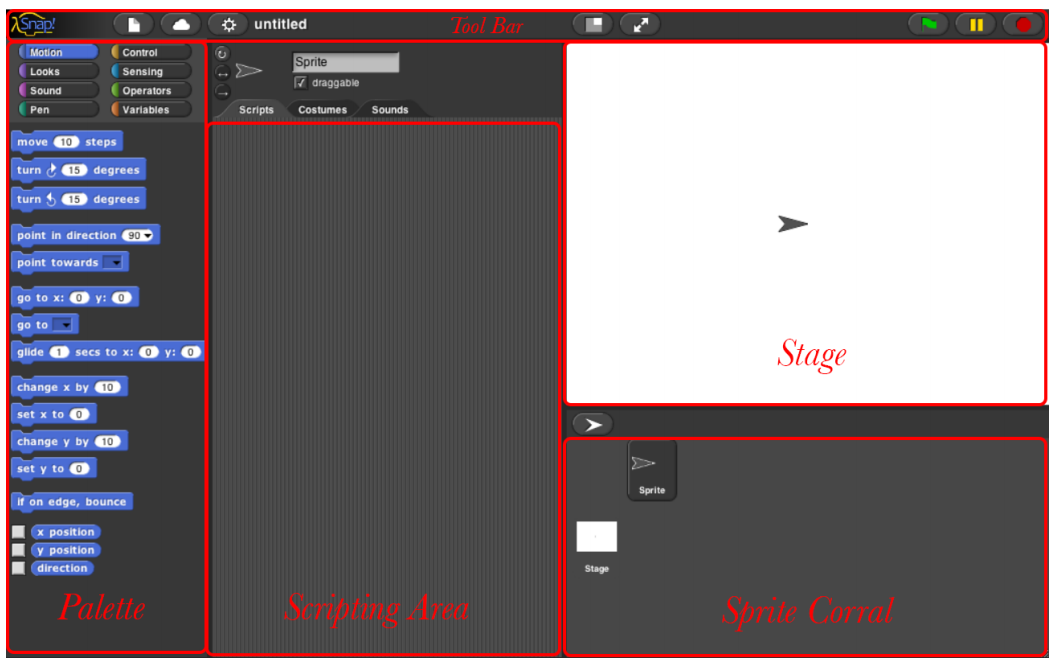 λSnap!
untitled
Tool Bar
Motion
Control
Looks
Sensing
Sound
Operators
Pen
Variables
Sprite
draggable
Scripts
Costumes
Sounds
move 10 steps
turn 15 degrees
turn 15 degrees
point in direction 90
point towards
go to x: 0 y: 0
go to
glide 1 secs to x: 0 y: 0
change x by 10
set x to 0
change y by 10
set y to 0
if on edge, bounce
x position
y position
direction
Palette
Scripting Area
Stage
Sprite
Stage
Sprite Corral